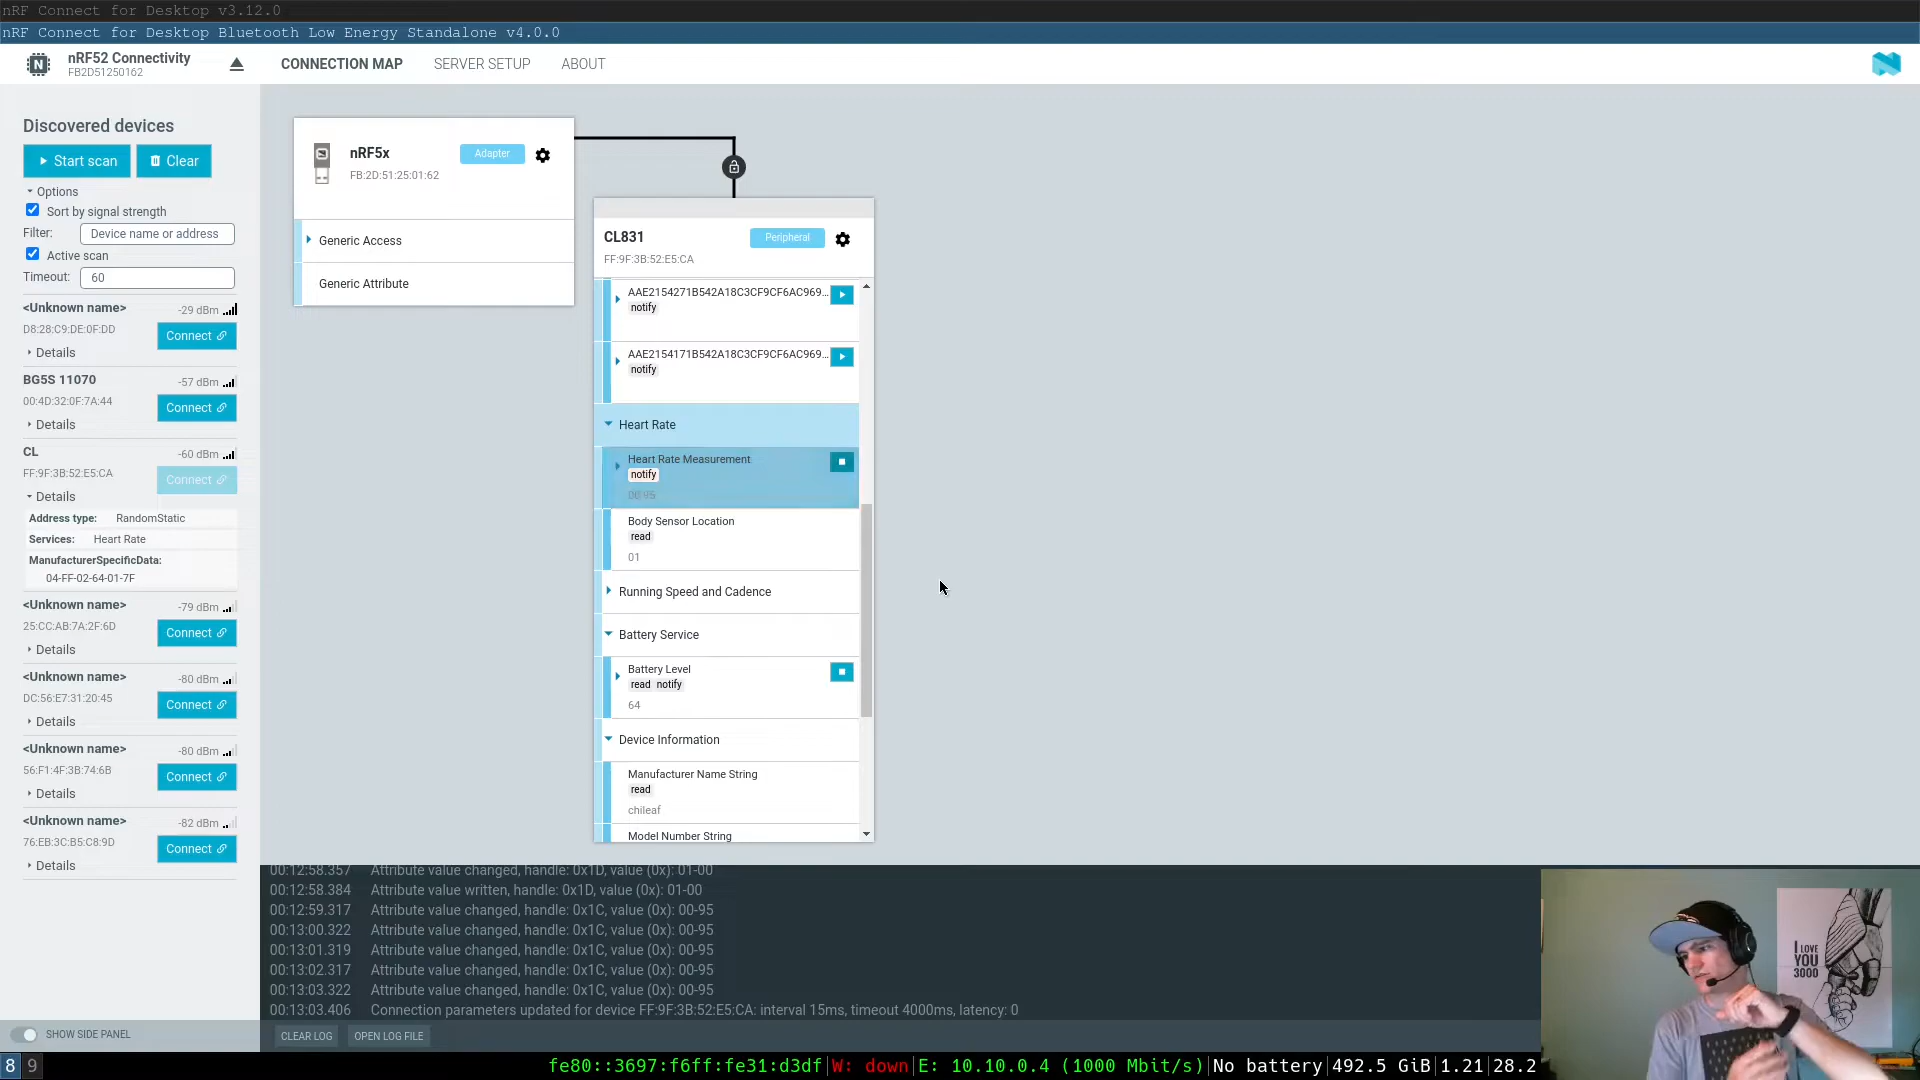 nRF Connect for Desktop v3.12.0
nRF Connect for Desktop Bluetooth Low Energy Standalone v4.0.0
nRF52 Connectivity
FB2D51250162
CONNECTION MAP
SERVER SETUP
ABOUT
Discovered devices
Start scan
Clear
Options
Sort by signal strength
Filter:
Device name or address
Active scan
Timeout:
60
<Unknown name>
-29 dBm
D8:28:C9:DE:0F:DD
Connect
Details
BG5S 11070
-57 dBm
00:4D:32:0F:7A:44
Connect
Details
CL
-60 dBm
FF:9F:3B:52:E5:CA
Connect
Details
Address type: RandomStatic
Services: Heart Rate
ManufacturerSpecificData:
04-FF-02-64-01-7F
<Unknown name>
-79 dBm
25:CC:AB:7A:2F:6D
Connect
Details
<Unknown name>
-80 dBm
DC:56:E7:31:20:45
Connect
Details
<Unknown name>
-80 dBm
56:F1:4F:3B:74:6B
Connect
Details
<Unknown name>
-82 dBm
76:EB:3C:B5:C8:9D
Connect
Details
SHOW SIDE PANEL
nRF5x
Adapter
FB:2D:51:25:01:62
Generic Access
Generic Attribute
CL831
Peripheral
FF:9F:3B:52:E5:CA
AAE2154271B542A18C3CF9CF6AC969...
notify
AAE2154171B542A18C3CF9CF6AC969...
notify
Heart Rate
Heart Rate Measurement
notify
00 95
Body Sensor Location
read
01
Running Speed and Cadence
Battery Service
Battery Level
read notify
64
Device Information
Manufacturer Name String
read
chileaf
Model Number String
00:12:58.357 Attribute value changed, handle: 0x1D, value (0x): 01-00
00:12:58.384 Attribute value written, handle: 0x1D, value (0x): 01-00
00:12:59.317 Attribute value changed, handle: 0x1C, value (0x): 00-95
00:13:00.322 Attribute value changed, handle: 0x1C, value (0x): 00-95
00:13:01.319 Attribute value changed, handle: 0x1C, value (0x): 00-95
00:13:02.317 Attribute value changed, handle: 0x1C, value (0x): 00-95
00:13:03.322 Attribute value changed, handle: 0x1C, value (0x): 00-95
00:13:03.406 Connection parameters updated for device FF:9F:3B:52:E5:CA: interval 15ms, timeout 4000ms, latency: 0
CLEAR LOG
OPEN LOG FILE
I LOVE
YOU
3000
8 9
fe80::3697:f6ff:fe31:d3df|W: down|E: 10.10.0.4 (1000 Mbit/s)|No battery|492.5 GiB|1.21|28.2